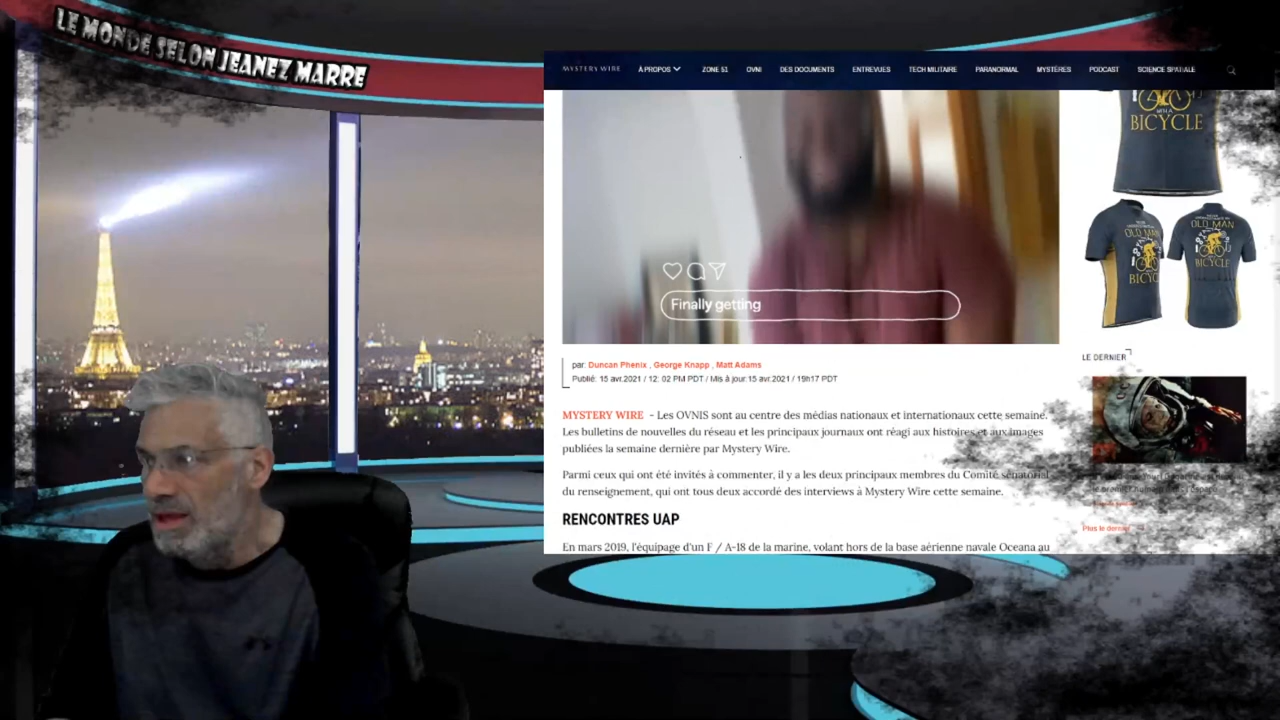 LE MONDE SELON JEANEZ MARRE
MYSTERY WIRE
À PROPOS
ZONE 51
OVNI
DES DOCUMENTS
ENTREVUES
TECH MILITAIRE
PARANORMAL
MYSTÈRES
PODCAST
SCIENCE SPATIALE
BICYCLE
OLD MAN
OLD MAN
BICYCLE
Finally getting
par: Duncan Phenix , George Knapp , Matt Adams
Publié: 15 avr.2021 / 12: 02 PM PDT / Mis à jour:15 avr.2021 / 19h17 PDT
LE DERNIER
MYSTERY WIRE - Les OVNIS sont au centre des médias nationaux et internationaux cette semaine.
Les bulletins de nouvelles du réseau et les principaux journaux ont réagi aux histoires et aux images
publiées la semaine dernière par Mystery Wire.
Parmi ceux qui ont été invités à commenter, il y a les deux principaux membres du Comité sénatorial
du renseignement, qui ont tous deux accordé des interviews à Mystery Wire cette semaine.
Plus le dernier
RENCONTRES UAP
En mars 2019, l'équipage d'un F / A-18 de la marine, volant hors de la base aérienne navale Oceana au